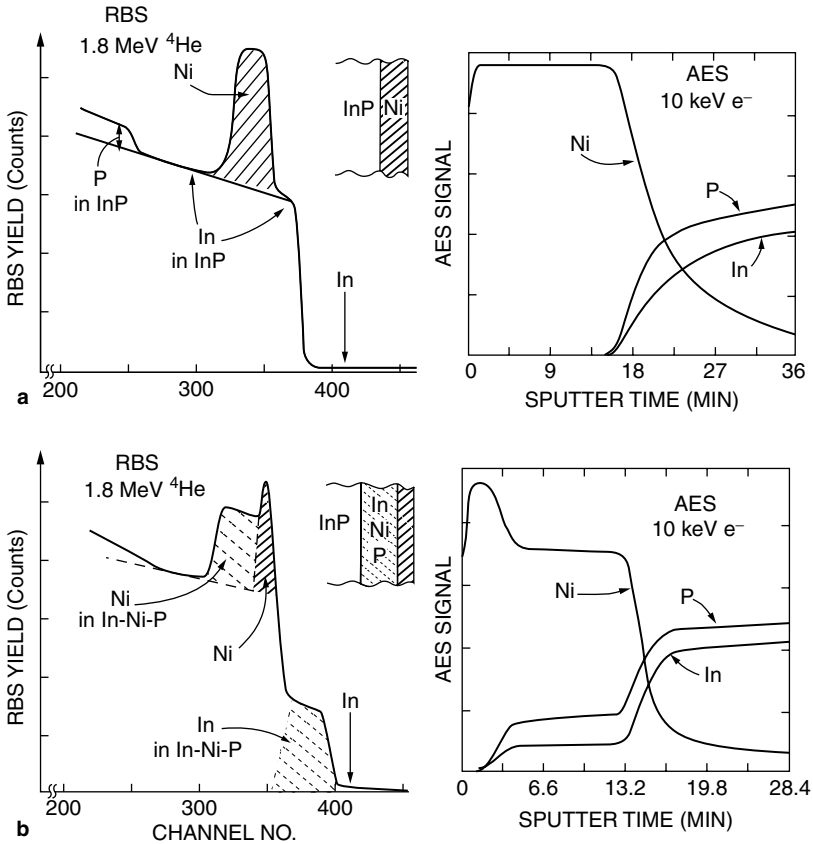 RBS
1.8 MeV ⁴He
Ni
InP
Ni
P
in InP
In
in InP
In
RBS YIELD (Counts)
200
300
400
a
AES
10 keV e⁻
Ni
P
In
AES SIGNAL
0
9
18
27
36
SPUTTER TIME (MIN)
RBS
1.8 MeV ⁴He
InP
In
Ni
P
Ni
in In-Ni-P
Ni
In
in In-Ni-P
In
RBS YIELD (Counts)
200
300
400
b
CHANNEL NO.
AES
10 keV e⁻
Ni
P
In
AES SIGNAL
0
6.6
13.2
19.8
28.4
SPUTTER TIME (MIN)